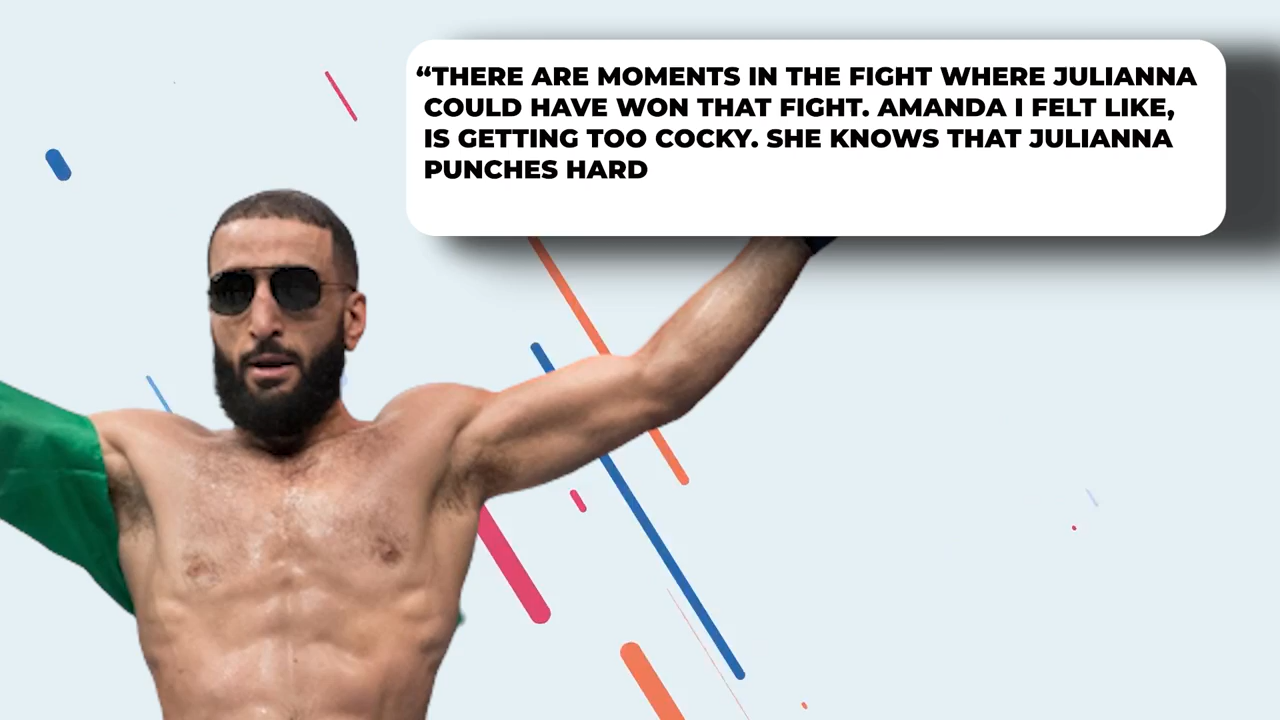 “THERE ARE MOMENTS IN THE FIGHT WHERE JULIANNA
COULD HAVE WON THAT FIGHT. AMANDA I FELT LIKE,
IS GETTING TOO COCKY. SHE KNOWS THAT JULIANNA
PUNCHES HARD